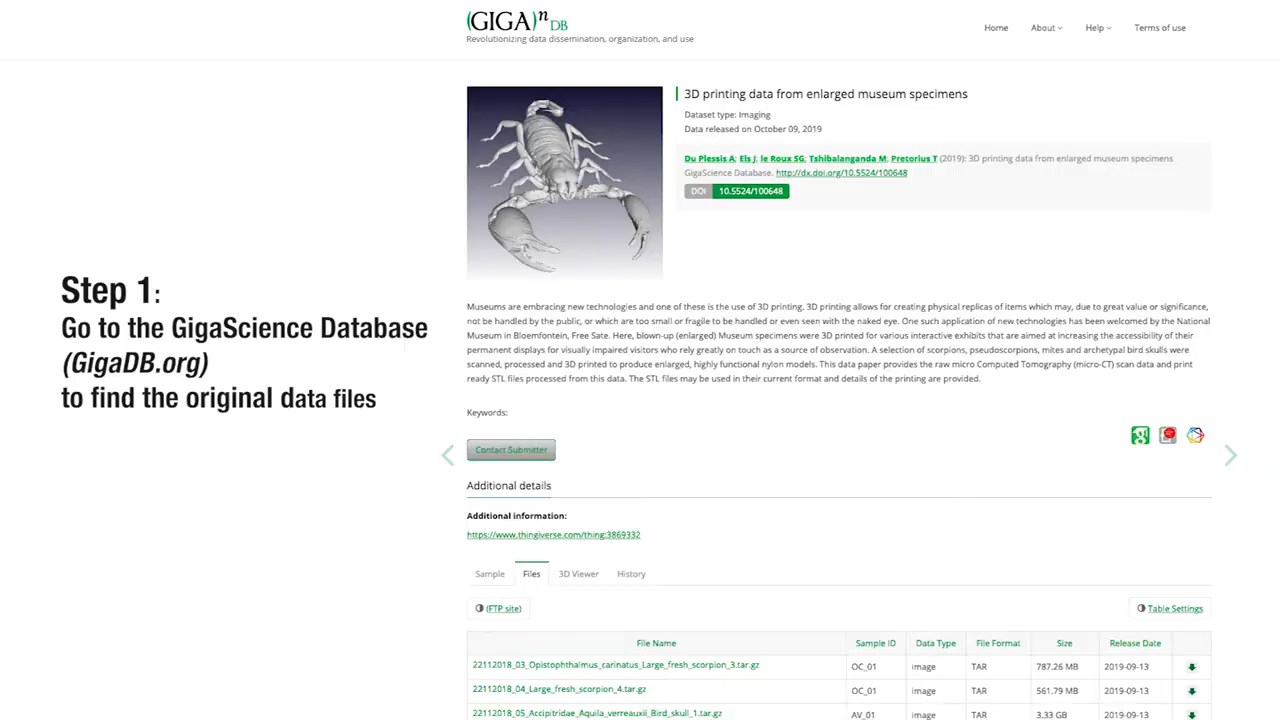 (GIGA)n DB
Revolutionizing data dissemination, organization, and use
Home About Help Terms of use
3D printing data from enlarged museum specimens
Dataset type: Imaging
Data released on October 09, 2019
Du Plessis A; Els J; le Roux SG; Tshibalanganda M; Pretorius T (2019): 3D printing data from enlarged museum specimens
GigaScience Database. http://dx.doi.org/10.5524/100648
DOI 10.5524/100648
Step 1:
Go to the GigaScience Database
(GigaDB.org)
to find the original data files
Museums are embracing new technologies and one of these is the use of 3D printing. 3D printing allows for creating physical replicas of items which may, due to great value or significance,
not be handled by the public, or which are too small or fragile to be handled or even seen with the naked eye. One such application of new technologies has been welcomed by the National
Museum in Bloemfontein, Free Sate. Here, blown-up (enlarged) Museum specimens were 3D printed for various interactive exhibits that are aimed at increasing the accessibility of their
permanent displays for visually impaired visitors who rely greatly on touch as a source of observation. A selection of scorpions, pseudoscorpions, mites and archetypal bird skulls were
scanned, processed and 3D printed to produce enlarged, highly functional nylon models. This data paper provides the raw micro Computed Tomography (micro-CT) scan data and print
ready STL files processed from this data. The STL files may be used in their current format and details of the printing are provided.
Keywords:
Contact Submitter
Additional details
Additional information:
https://www.thingiverse.com/thing:3869332
Sample Files 3D Viewer History
(FTP site) Table Settings
File Name Sample ID Data Type File Format Size Release Date
22112018_03_Opistophthalmus_carinatus_Large_fresh_scorpion_3.tar.gz OC_01 image TAR 787.26 MB 2019-09-13
22112018_04_Large_fresh_scorpion_4.tar.gz OC_01 image TAR 561.79 MB 2019-09-13
22112018_05_Accipitridae_Aquila_verreauxii_Bird_skull_1.tar.gz AV_01 image TAR 3.33 GB 2019-09-13